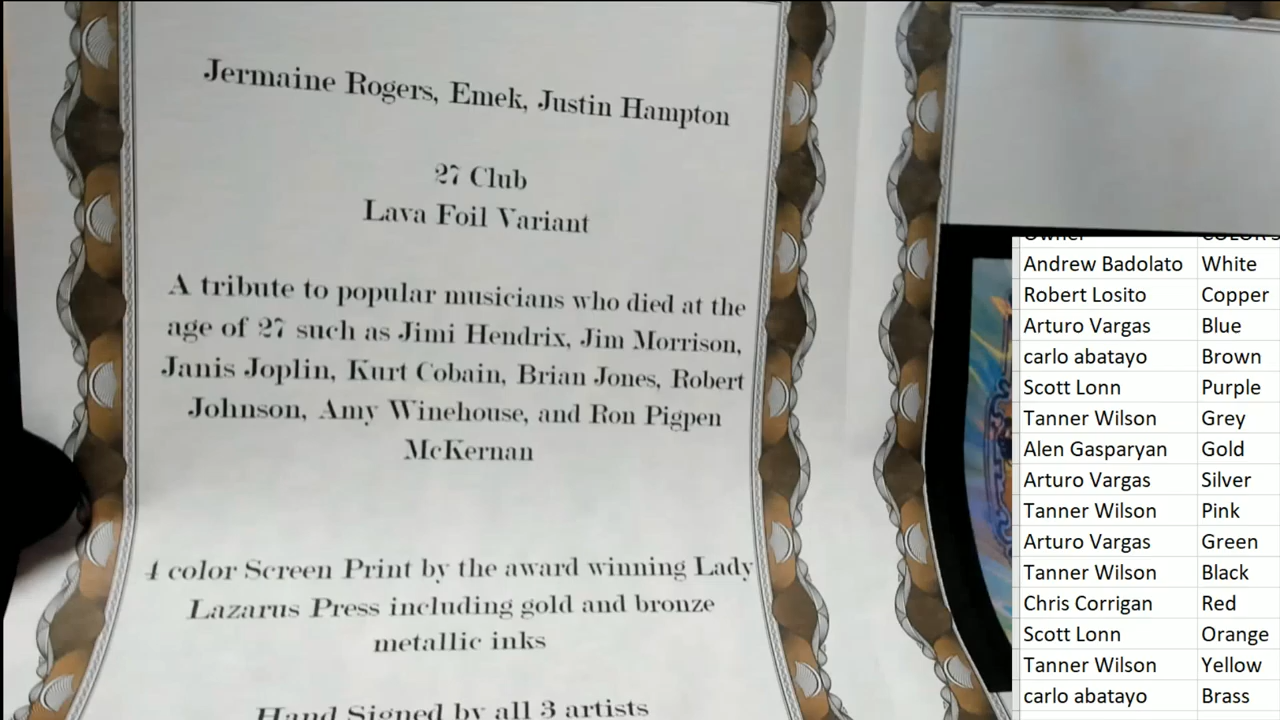 Jermaine Rogers, Emek, Justin Hampton
27 Club
Lava Foil Variant
A tribute to popular musicians who died at the
age of 27 such as Jimi Hendrix, Jim Morrison,
Janis Joplin, Kurt Cobain, Brian Jones, Robert
Johnson, Amy Winehouse, and Ron Pigpen
McKernan
4 color Screen Print by the award winning Lady
Lazarus Press including gold and bronze
metallic inks
Hand Signed by all 3 artists
Owner
Andrew Badolato White
Robert Losito Copper
Arturo Vargas Blue
carlo abatayo Brown
Scott Lonn Purple
Tanner Wilson Grey
Alen Gasparyan Gold
Arturo Vargas Silver
Tanner Wilson Pink
Arturo Vargas Green
Tanner Wilson Black
Chris Corrigan Red
Scott Lonn Orange
Tanner Wilson Yellow
carlo abatayo Brass